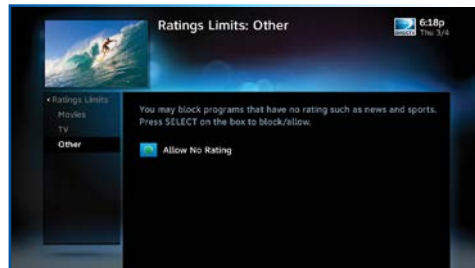 Ratings Limits: Other
DIRECTV
6:18p
Thu 3/4
Ratings Limits
Movies
TV
Other
You may block programs that have no rating such as news and sports.
Press SELECT on the box to block/allow.
Allow No Rating